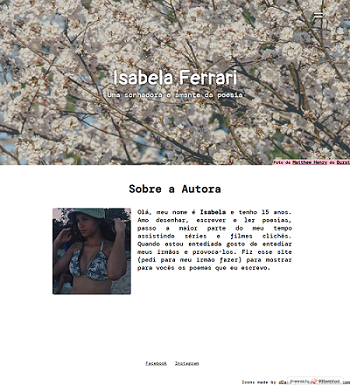 Isabela Ferrari
Uma sonhadora e amante da poesia
Foto de Matthew Henry do Burst
Sobre a Autora
Olá, meu nome é Isabela e tenho 15 anos.
Amo desenhar, escrever e ler poesias,
passo a maior parte do meu tempo
assistindo séries e filmes clichês.
Quando estou entediada gosto de entediar
meus irmãos e provoca-los. Fiz esse site
(pedi para meu irmão fazer) para mostrar
para vocês os poemas que eu escrevo.
Facebook Instagram
Icons made by